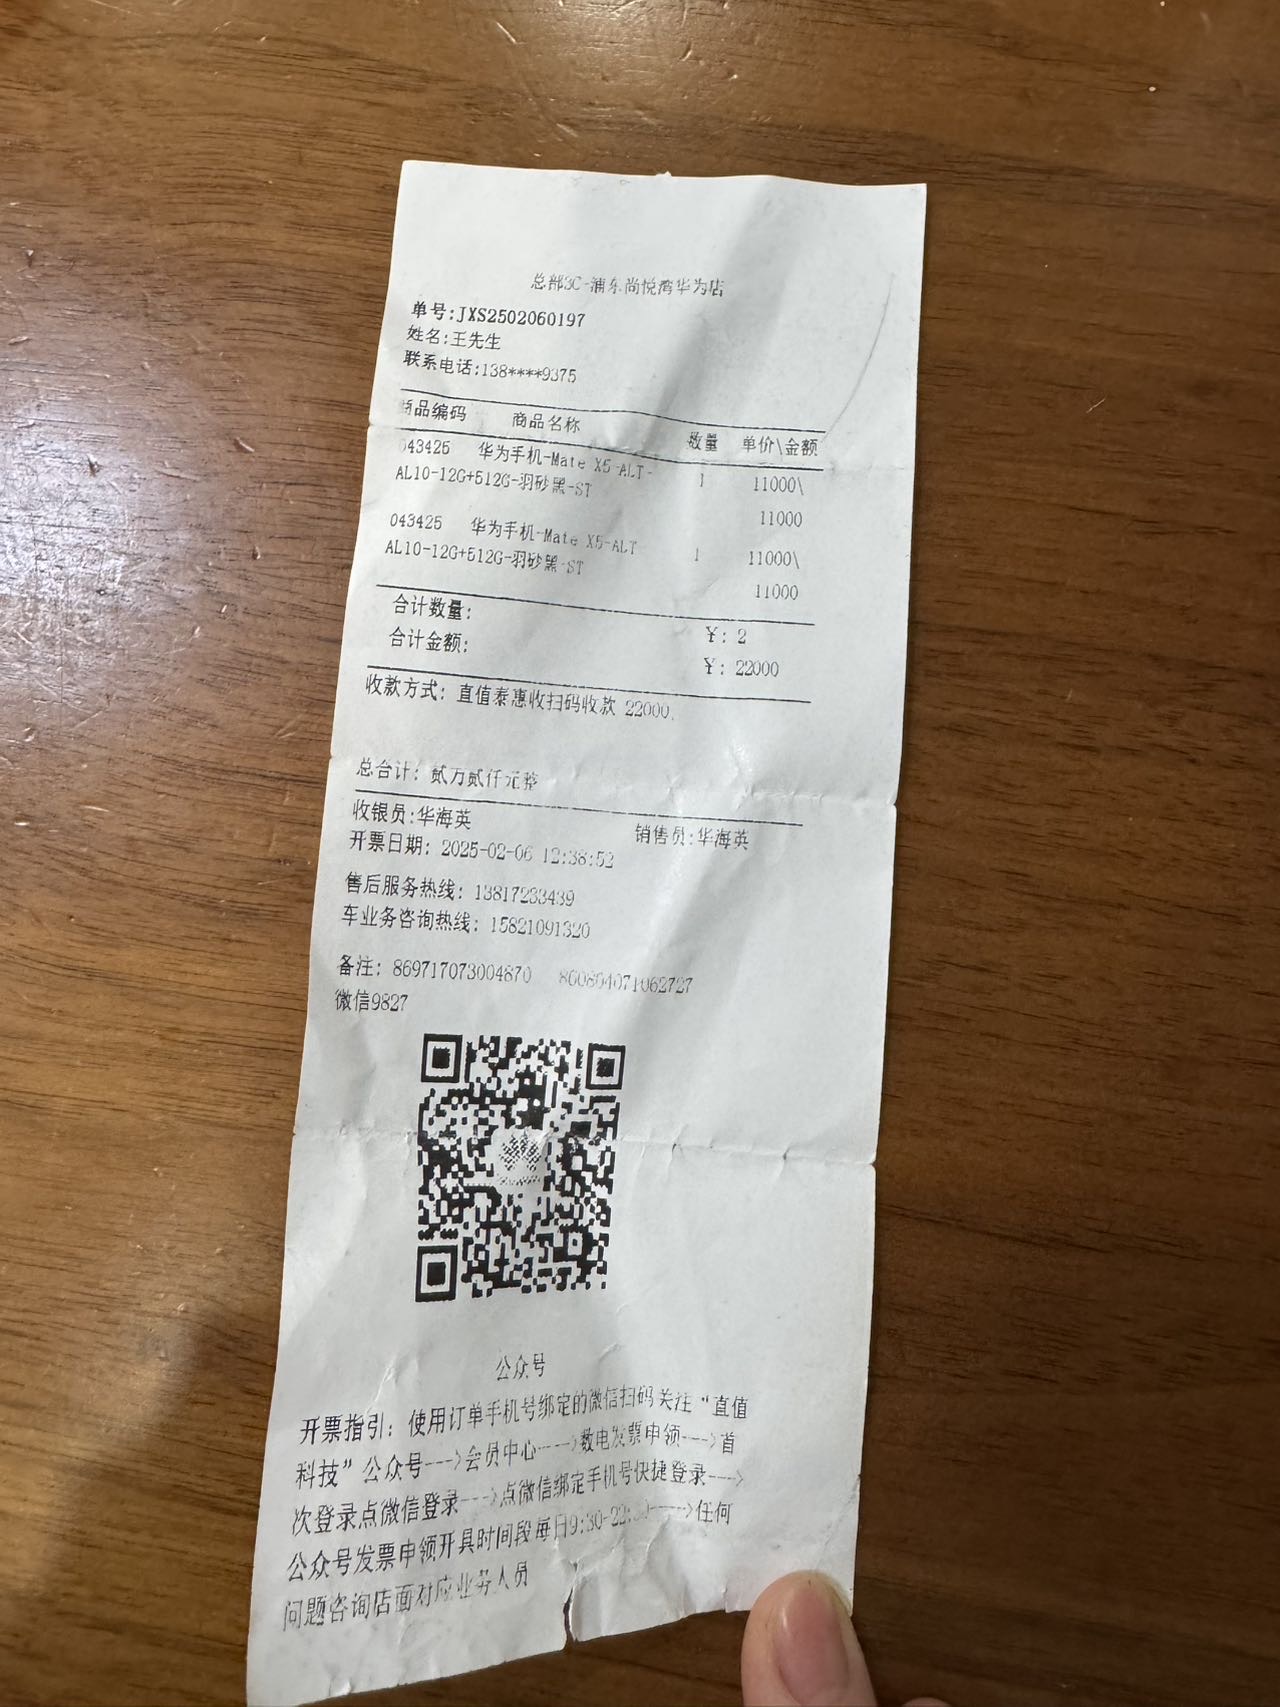 总部3C-浦东尚悦湾华为店
单号:JXS2502060197
姓名:王先生
联系电话:138****9375
商品编码 商品名称 数量 单价\金额
043425 华为手机-Mate X5-ALT-
AL10-12G+512G-羽砂黑-ST 1 11000\
11000
043425 华为手机-Mate X5-ALT-
AL10-12G+512G-羽砂黑-ST 1 11000\
11000
合计数量: ¥: 2
合计金额: ¥: 22000
收款方式: 直值泰惠收扫码收款 22000,
总合计: 贰万贰仟元整
收银员:华海英 销售员:华海英
开票日期: 2025-02-06 12:38:52
售后服务热线: 13817233439
车业务咨询热线: 15821091320
备注: 869717073004870
微信9827
公众号
开票指引: 使用订单手机号绑定的微信扫码关注“直值
科技”公众号--->会员中心---->数电发票申领--->首
次登录点微信登录--->点微信绑定手机号快捷登录--->
公众号发票申领开具时间段每日9:30-22:30---->任何
问题咨询店面对应业务人员